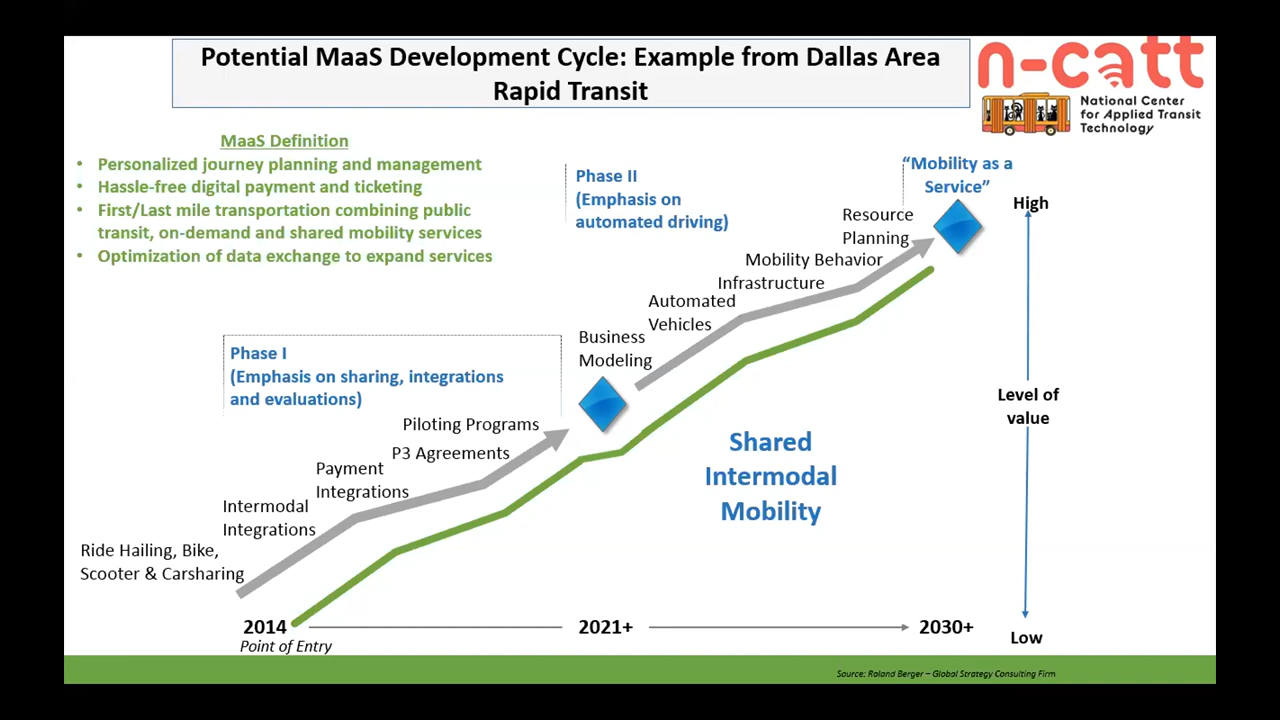 Potential MaaS Development Cycle: Example from Dallas Area
Rapid Transit
n-catt
National Center
for Applied Transit
Technology
MaaS Definition
• Personalized journey planning and management
• Hassle-free digital payment and ticketing
• First/Last mile transportation combining public
transit, on-demand and shared mobility services
• Optimization of data exchange to expand services
Phase II
(Emphasis on
automated driving)
“Mobility as a
Service”
High
Resource
Planning
Mobility Behavior
Infrastructure
Automated
Vehicles
Business
Modeling
Phase I
(Emphasis on sharing, integrations
and evaluations)
Piloting Programs
P3 Agreements
Payment
Integrations
Intermodal
Integrations
Ride Hailing, Bike,
Scooter & Carsharing
Level of
value
Shared
Intermodal
Mobility
2014
Point of Entry
2021+
2030+
Low
Source: Roland Berger – Global Strategy Consulting Firm